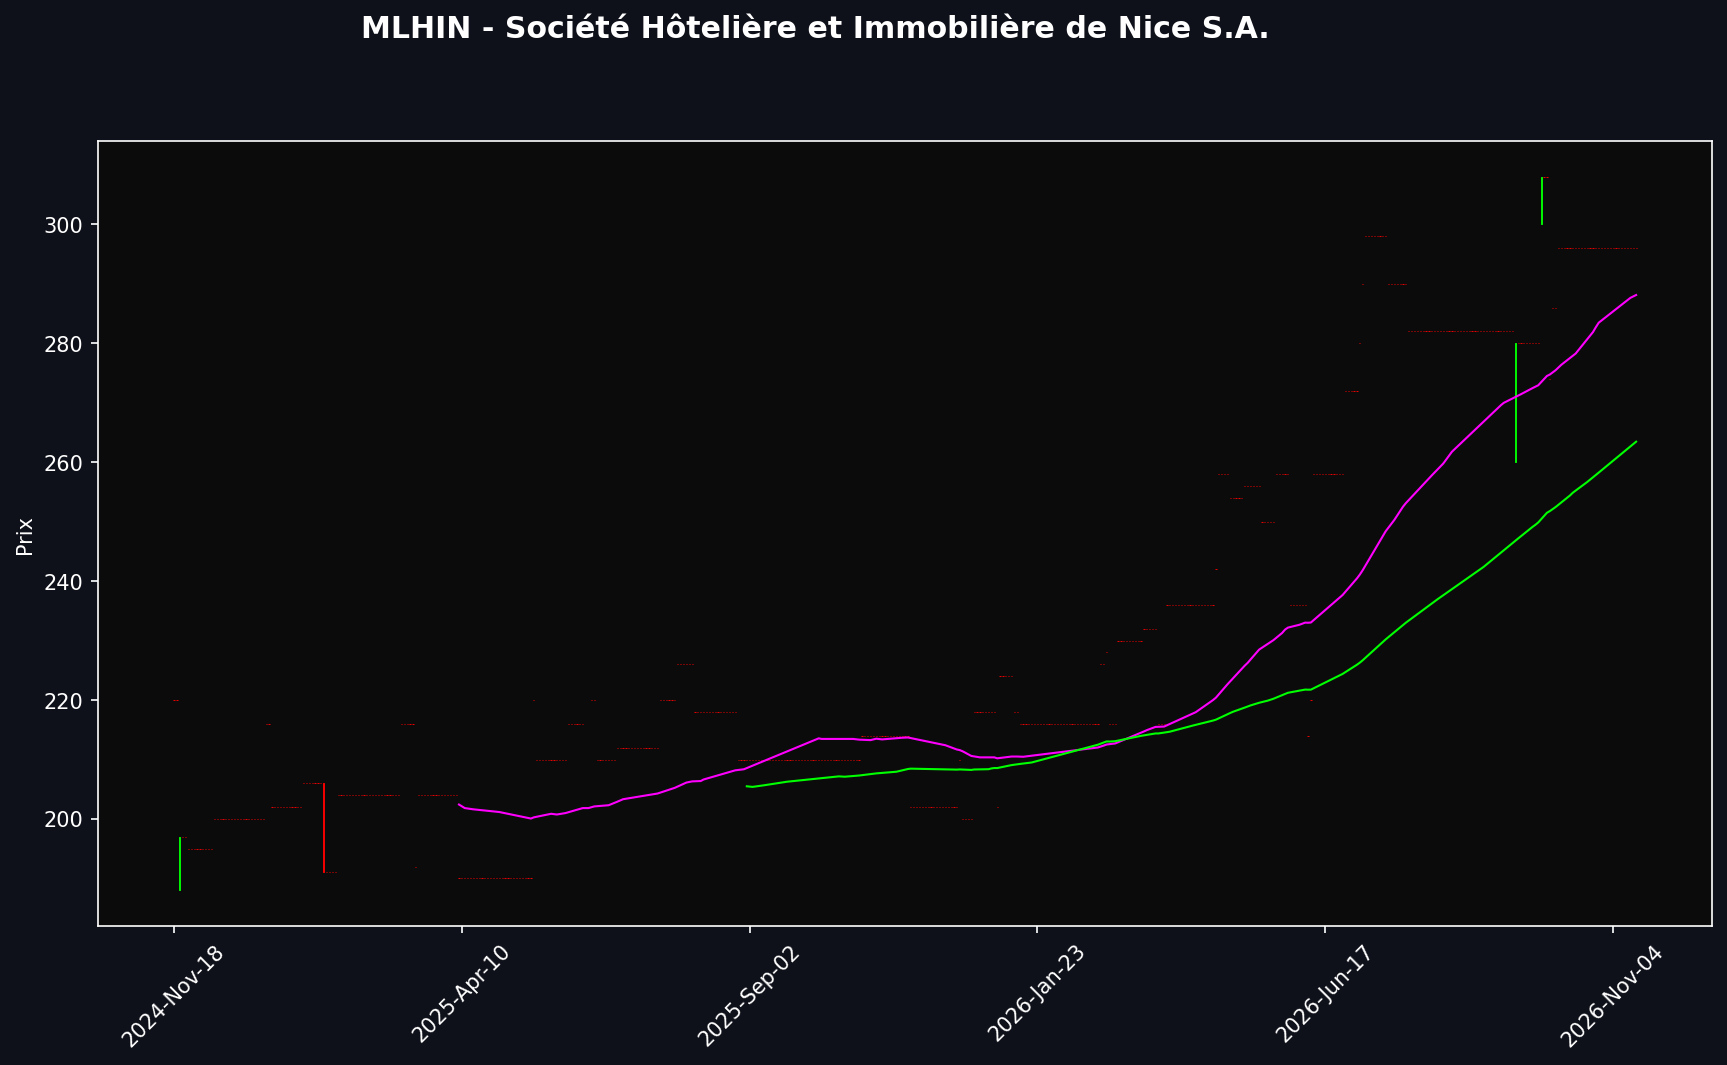 MLHIN - Société Hôtelière et Immobilière de Nice S.A.
Prix
300
280
260
240
220
200
2024-Nov-18
2025-Apr-10
2025-Sep-02
2026-Jan-23
2026-Jun-17
2026-Nov-04